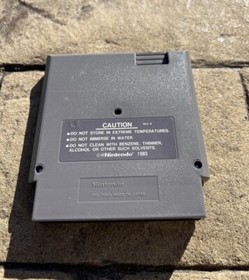 CAUTION
• DO NOT STORE IN EXTREME TEMPERATURES.
• DO NOT IMMERSE IN WATER.
• DO NOT CLEAN WITH BENZENE, THINNER,
ALCOHOL OR OTHER SUCH SOLVENTS.
© Nintendo 1985
Nintendo